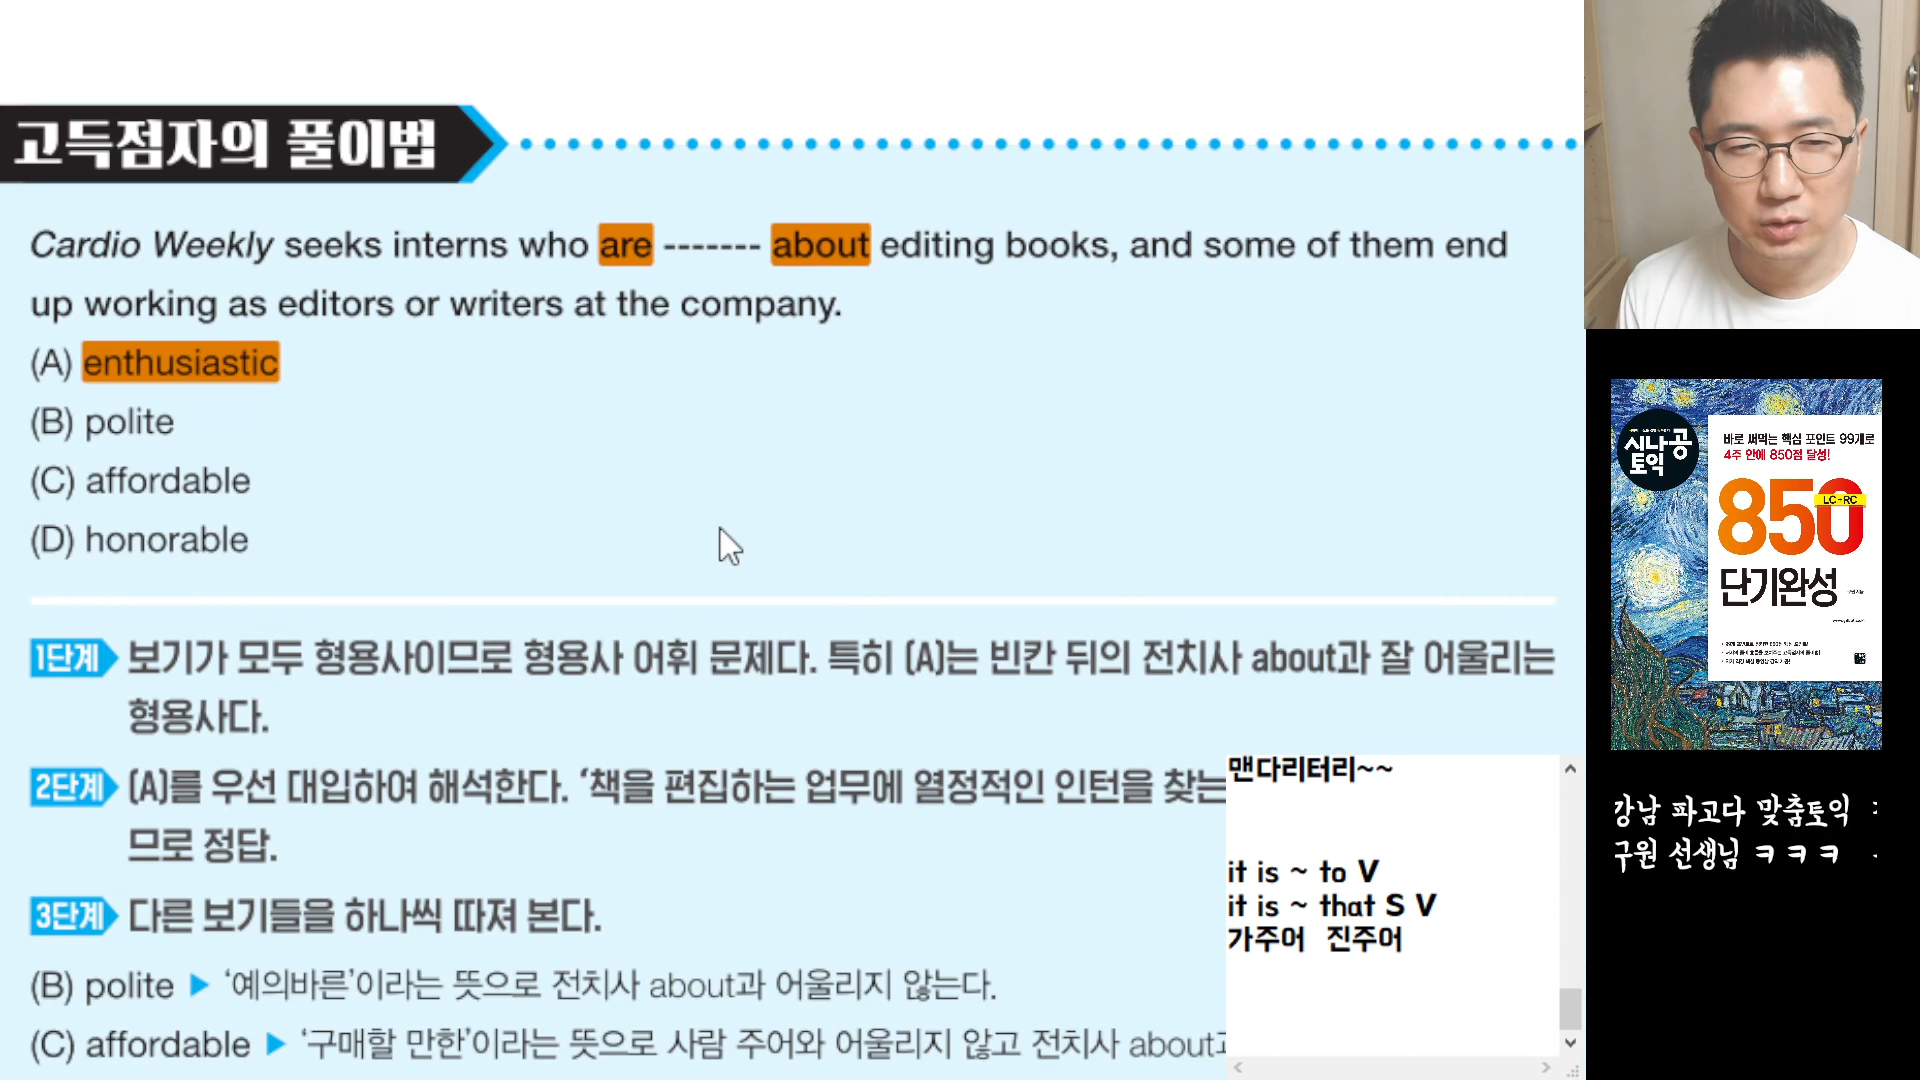 고득점자의 풀이법
Cardio Weekly seeks interns who are ------- about editing books, and some of them end
up working as editors or writers at the company.
(A) enthusiastic
(B) polite
(C) affordable
(D) honorable
1단계 보기가 모두 형용사이므로 형용사 어휘 문제다. 특히 (A)는 빈칸 뒤의 전치사 about과 잘 어울리는
형용사다.
2단계 (A)를 우선 대입하여 해석한다. ‘책을 편집하는 업무에 열정적인 인턴을 찾는
므로 정답.
3단계 다른 보기들을 하나씩 따져 본다.
(B) polite ▶ ‘예의바른’이라는 뜻으로 전치사 about과 어울리지 않는다.
(C) affordable ▶ ‘구매할 만한’이라는 뜻으로 사람 주어와 어울리지 않고 전치사 about과
맨다리터리~~
it is ~ to V
it is ~ that S V
가주어 진주어
시나공
토익
바로 써먹는 핵심 포인트 99개로
4주 안에 850점 달성!
850
LC+RC
단기완성
강남 파고다 맞춤토익
구원 선생님 ㅋㅋㅋ